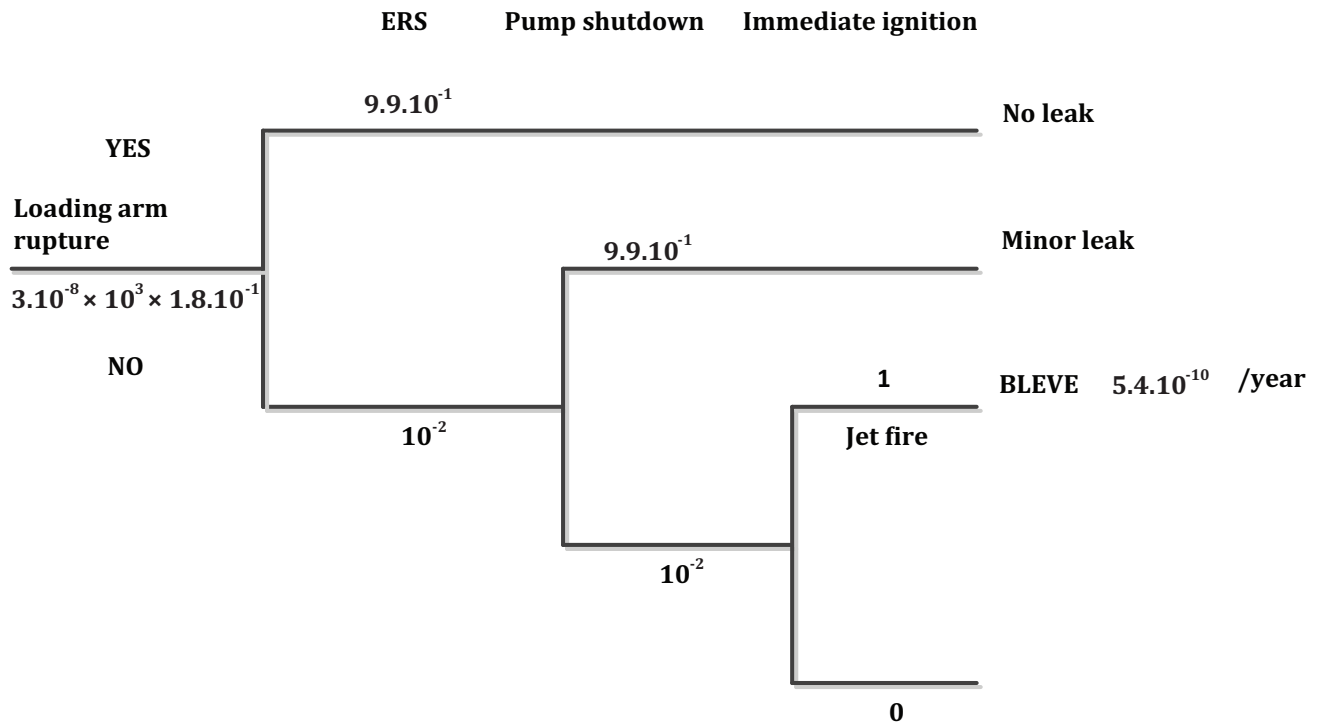 ERS Pump shutdown Immediate ignition
9.9.10⁻¹
No leak
YES
Loading arm
rupture
9.9.10⁻¹
Minor leak
3.10⁻⁸ × 10³ × 1.8.10⁻¹
NO
1
BLEVE 5.4.10⁻¹⁰ /year
10⁻²
Jet fire
10⁻²
0